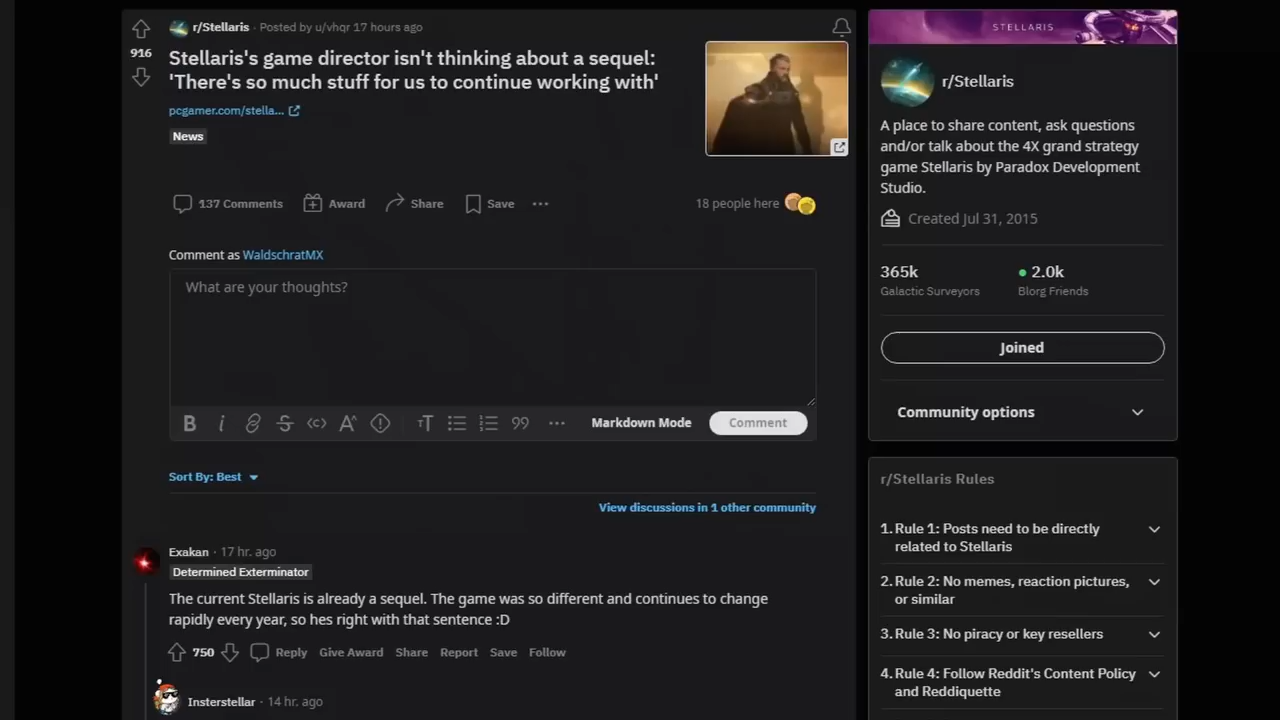 r/Stellaris · Posted by u/vhqr 17 hours ago
916
Stellaris's game director isn't thinking about a sequel:
'There's so much stuff for us to continue working with'
pcgamer.com/stella...
News
137 Comments Award Share Save ··· 18 people here
Comment as WaldschratMX
What are your thoughts?
Markdown Mode Comment
Sort By: Best
View discussions in 1 other community
Exakan · 17 hr. ago
Determined Exterminator
The current Stellaris is already a sequel. The game was so different and continues to change
rapidly every year, so hes right with that sentence :D
750 Reply Give Award Share Report Save Follow
Insterstellar · 14 hr. ago
STELLARIS
r/Stellaris
A place to share content, ask questions
and/or talk about the 4X grand strategy
game Stellaris by Paradox Development
Studio.
Created Jul 31, 2015
365k 2.0k
Galactic Surveyors Blorg Friends
Joined
Community options
r/Stellaris Rules
1. Rule 1: Posts need to be directly
related to Stellaris
2. Rule 2: No memes, reaction pictures,
or similar
3. Rule 3: No piracy or key resellers
4. Rule 4: Follow Reddit's Content Policy
and Reddiquette